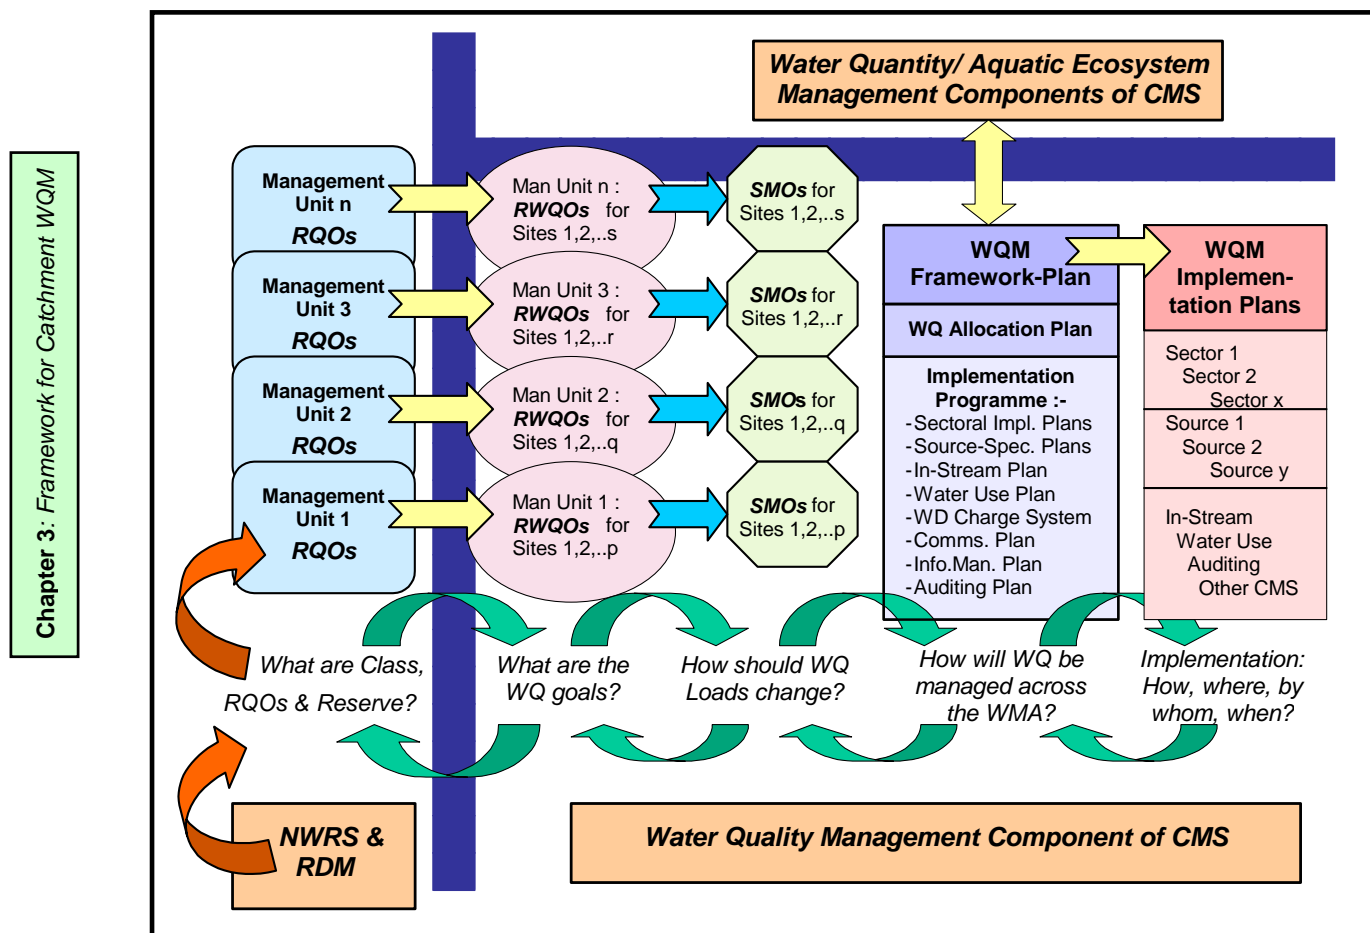 Chapter 3: Framework for Catchment WQM
Water Quantity/ Aquatic Ecosystem
Management Components of CMS
Management
Unit n
RQOs
Man Unit n :
RWQOs for
Sites 1,2,..s
SMOs for
Sites 1,2,..s
Management
Unit 3
RQOs
Man Unit 3 :
RWQOs for
Sites 1,2,..r
SMOs for
Sites 1,2,..r
Management
Unit 2
RQOs
Man Unit 2 :
RWQOs for
Sites 1,2,..q
SMOs for
Sites 1,2,..q
Management
Unit 1
RQOs
Man Unit 1 :
RWQOs for
Sites 1,2,..p
SMOs for
Sites 1,2,..p
WQM
Framework-Plan
WQ Allocation Plan
Implementation
Programme :-
-Sectoral Impl. Plans
-Source-Spec. Plans
-In-Stream Plan
-Water Use Plan
-WD Charge System
-Comms. Plan
-Info.Man. Plan
-Auditing Plan
WQM
Implemen-
tation Plans
Sector 1
Sector 2
Sector x
Source 1
Source 2
Source y
In-Stream
Water Use
Auditing
Other CMS
What are Class,
RQOs & Reserve?
What are the
WQ goals?
How should WQ
Loads change?
How will WQ be
managed across
the WMA?
Implementation:
How, where, by
whom, when?
NWRS &
RDM
Water Quality Management Component of CMS